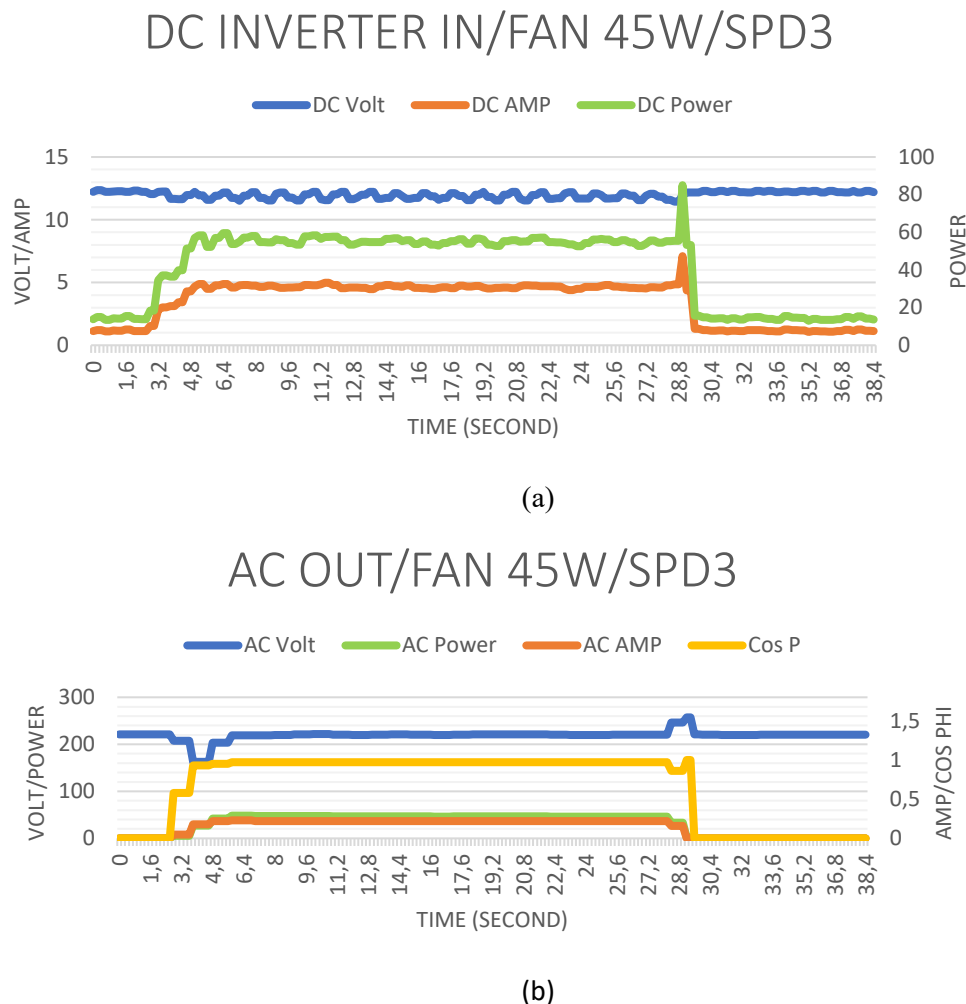 DC INVERTER IN/FAN 45W/SPD3
DC Volt DC AMP DC Power
15 100
80
10
60
40
5
20
0 0
VOLT/AMP
POWER
0 1,6 3,2 4,8 6,4 8 9,6 11,2 12,8 14,4 16 17,6 19,2 20,8 22,4 24 25,6 27,2 28,8 30,4 32 33,6 35,2 36,8 38,4
TIME (SECOND)
(a)
AC OUT/FAN 45W/SPD3
AC Volt AC Power AC AMP Cos P
300
1,5
200
1
100
0,5
0 0
VOLT/POWER
AMP/COS PHI
0 1,6 3,2 4,8 6,4 8 9,6 11,2 12,8 14,4 16 17,6 19,2 20,8 22,4 24 25,6 27,2 28,8 30,4 32 33,6 35,2 36,8 38,4
TIME (SECOND)
(b)